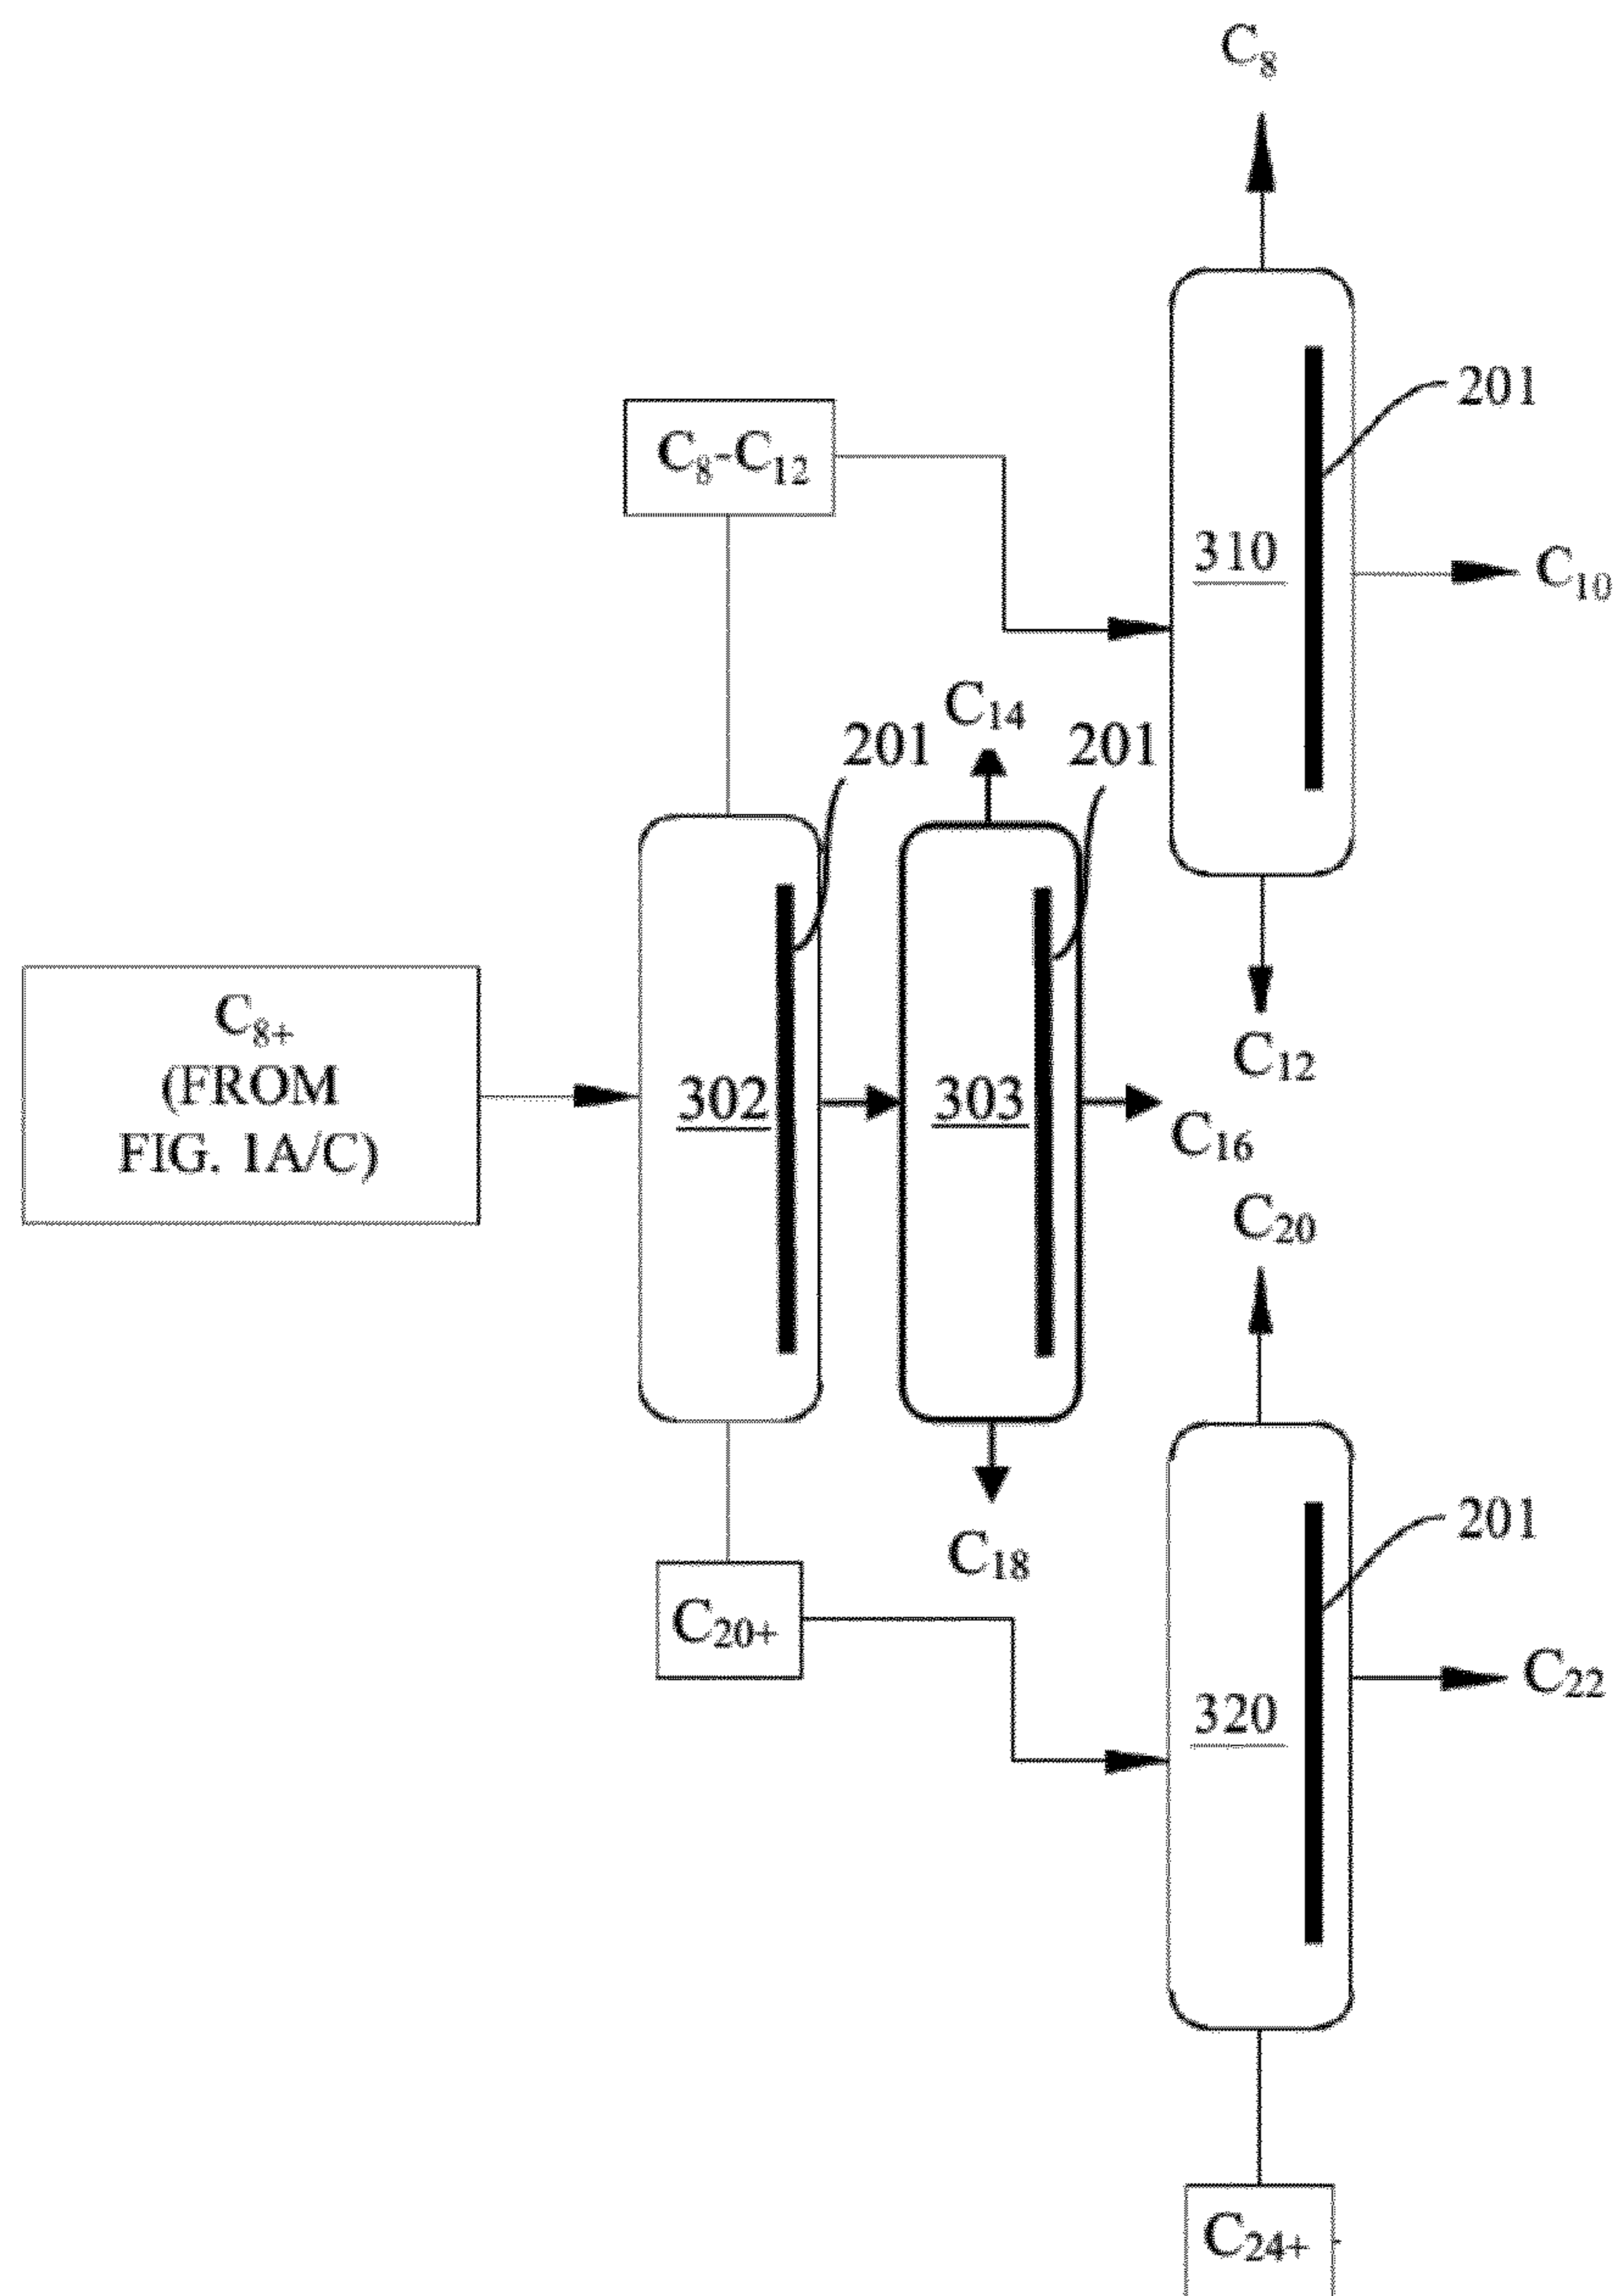 C₈
201
C₈-C₁₂
310
C₁₀
C₁₄
201
201
C₈₊
(FROM
FIG. 1A/C)
302
303
C₁₂
C₁₆
C₂₀
201
C₁₈
C₂₀₊
C₂₂
320
C₂₄₊